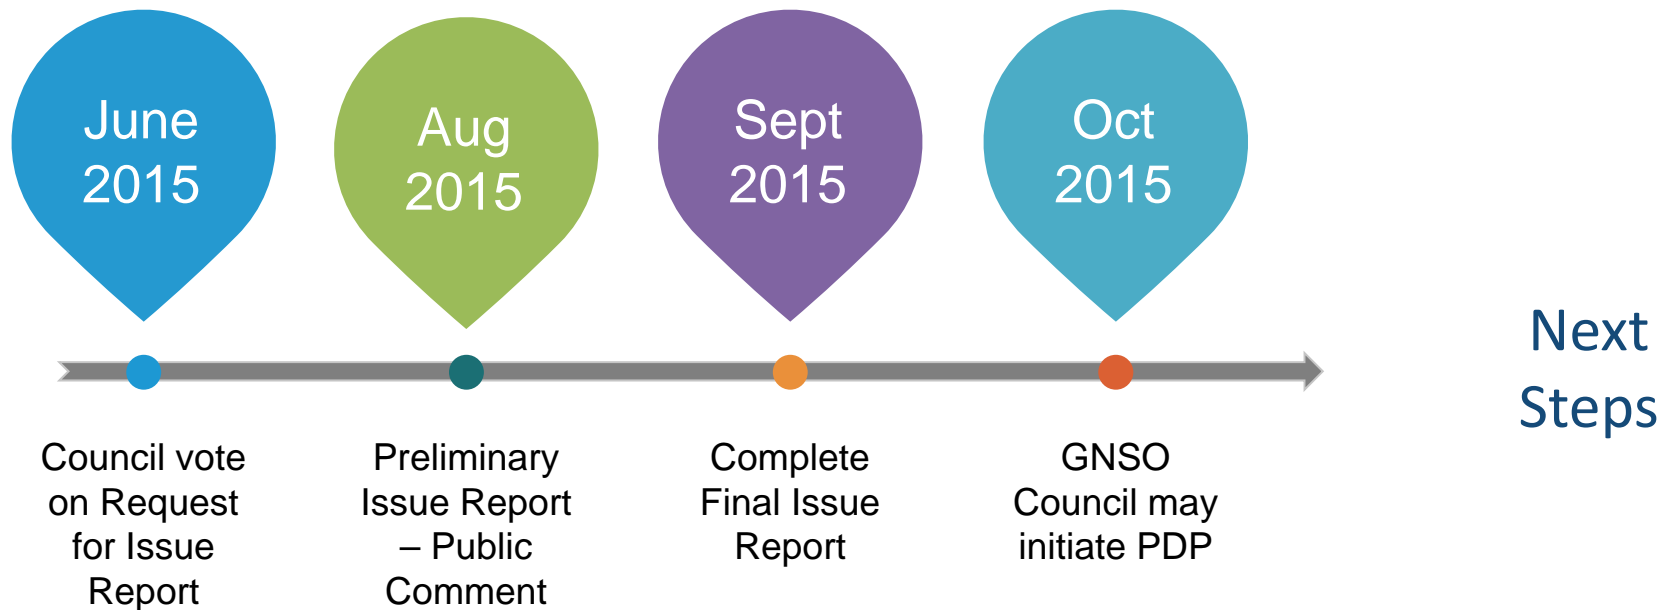 June
2015
Aug
2015
Sept
2015
Oct
2015
Council vote
on Request
for Issue
Report
Preliminary
Issue Report
– Public
Comment
Complete
Final Issue
Report
GNSO
Council may
initiate PDP
Next
Steps